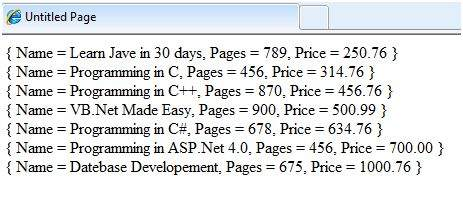 Untitled Page
{ Name = Learn Jave in 30 days, Pages = 789, Price = 250.76 }
{ Name = Programming in C, Pages = 456, Price = 314.76 }
{ Name = Programming in C++, Pages = 870, Price = 456.76 }
{ Name = VB.Net Made Easy, Pages = 900, Price = 500.99 }
{ Name = Programming in C#, Pages = 678, Price = 634.76 }
{ Name = Programming in ASP.Net 4.0, Pages = 456, Price = 700.00 }
{ Name = Datebase Developement, Pages = 675, Price = 1000.76 }